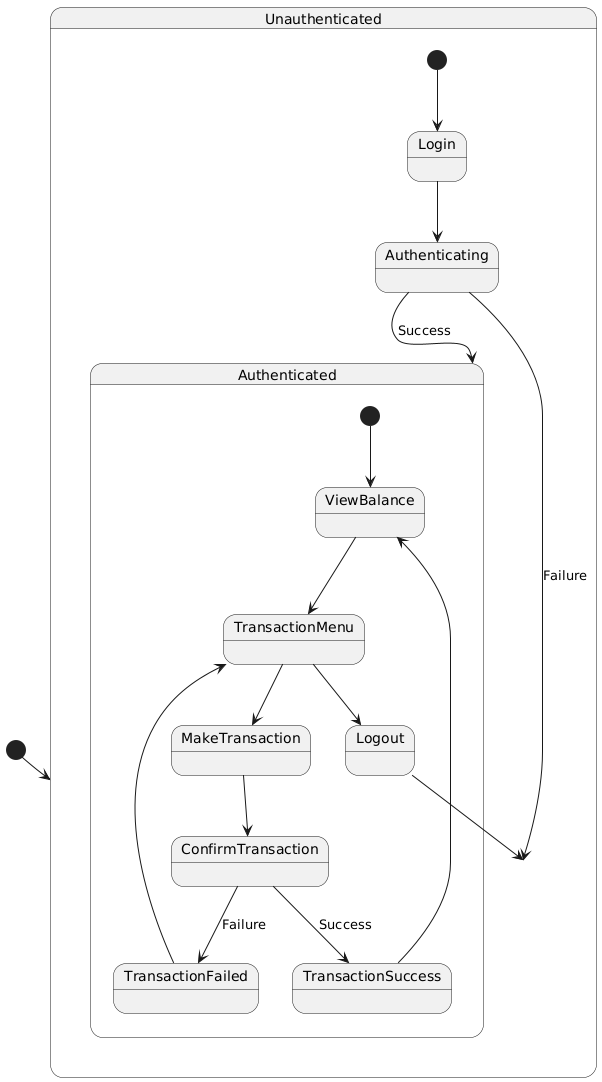 Unauthenticated
Login
Authenticating
Success
Authenticated
ViewBalance
Failure
TransactionMenu
MakeTransaction
Logout
ConfirmTransaction
Failure
Success
TransactionFailed
TransactionSuccess